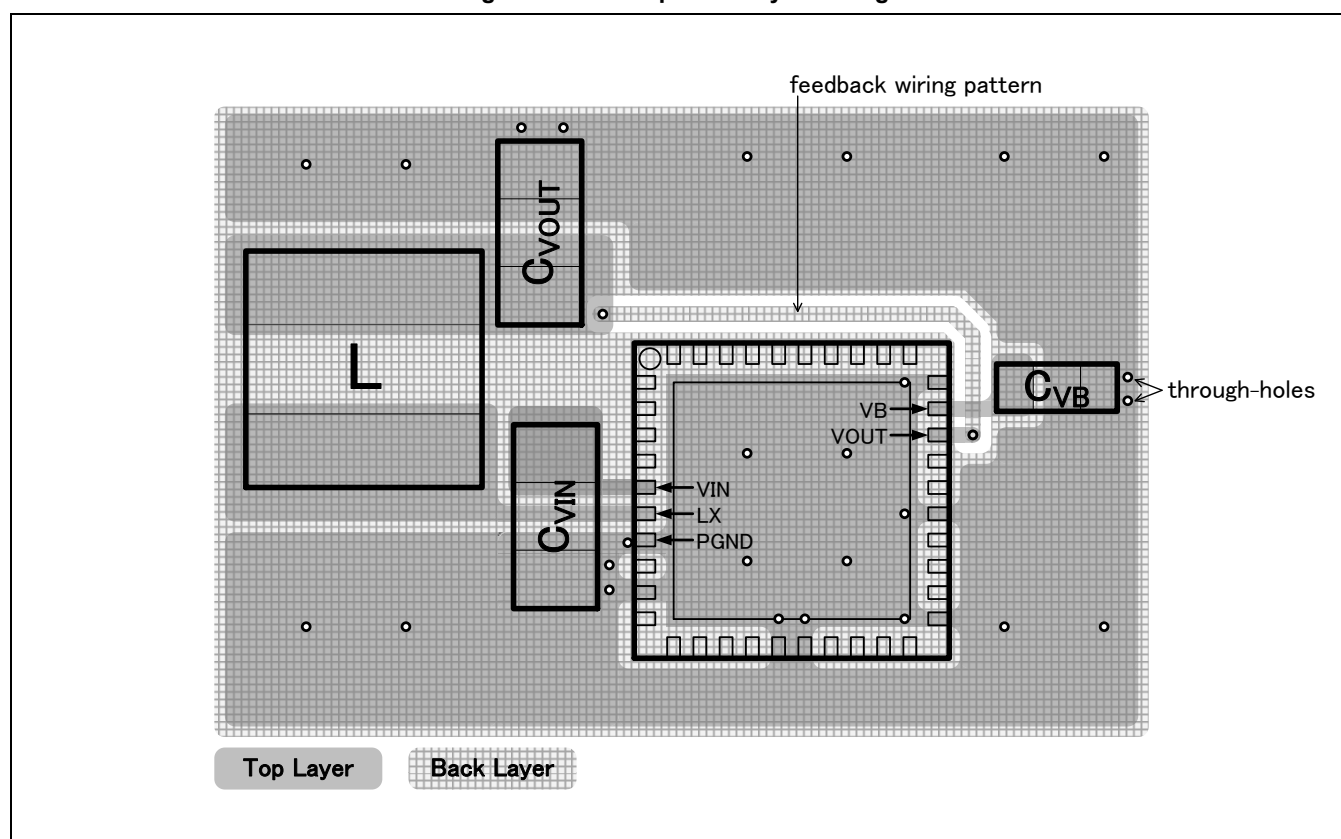 feedback wiring pattern
CVOUT
L
CVB
through-holes
VB
VOUT
VIN
CVIN
LX
PGND
Top Layer
Back Layer